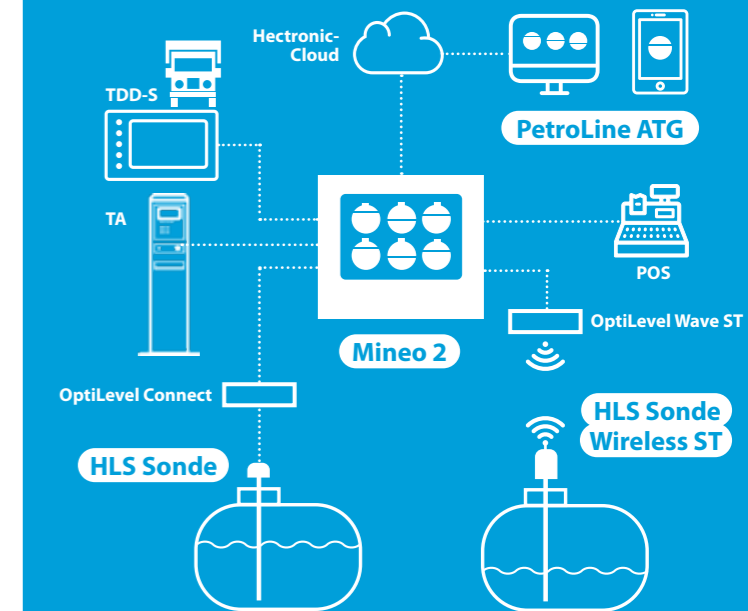 Hectronic-
Cloud
TDD-S
PetroLine ATG
TA
POS
OptiLevel Wave ST
Mineo 2
OptiLevel Connect
HLS Sonde
Wireless ST
HLS Sonde